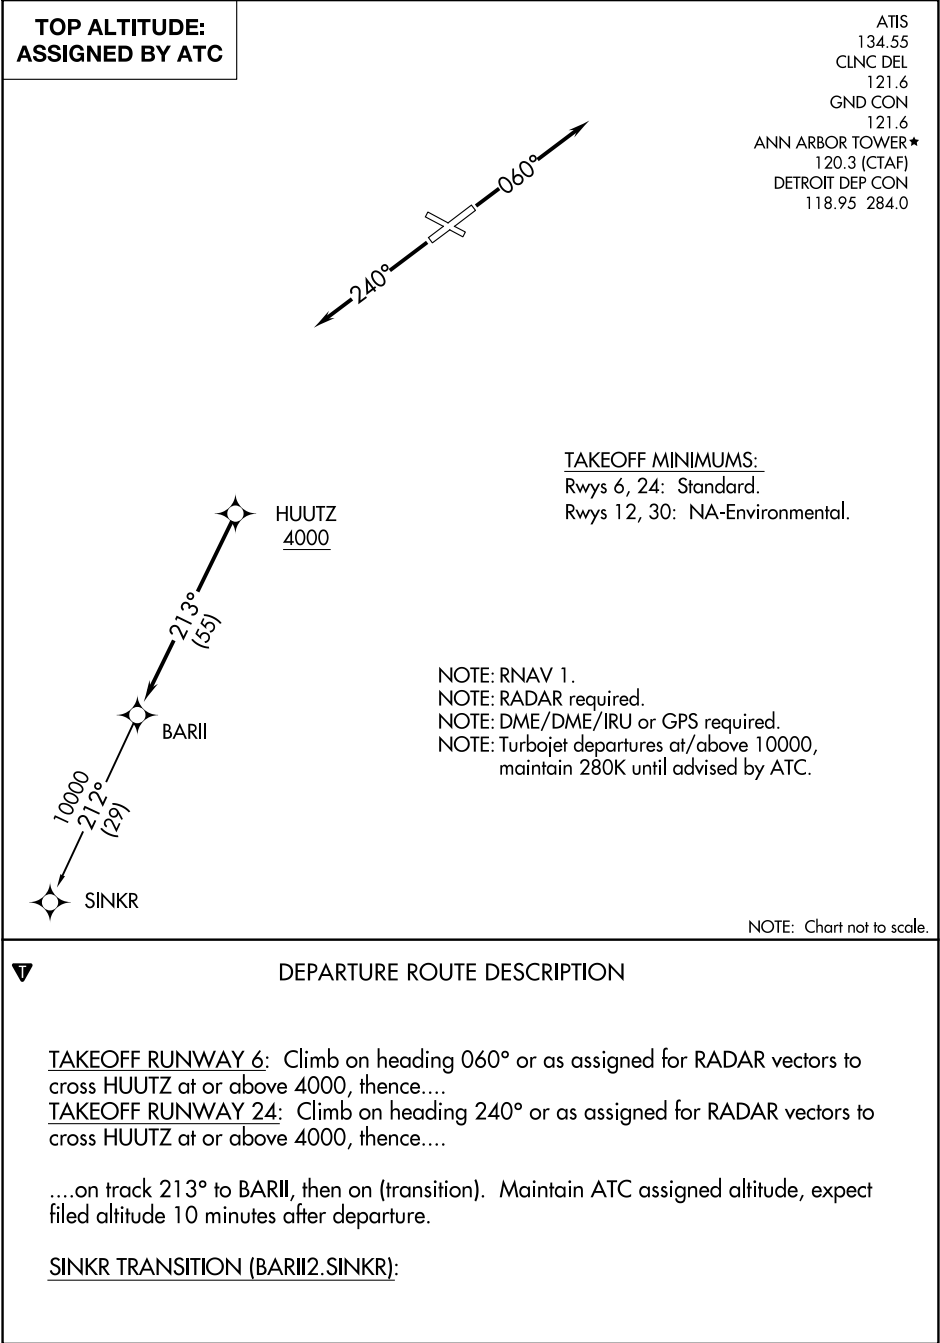 TOP ALTITUDE:
ASSIGNED BY ATC
ATIS
134.55
CLNC DEL
121.6
GND CON
121.6
ANN ARBOR TOWER★
120.3 (CTAF)
DETROIT DEP CON
118.95 284.0
060°
240°
TAKEOFF MINIMUMS:
Rwys 6, 24: Standard.
Rwys 12, 30: NA-Environmental.
HUUTZ
4000
213°
(55)
BARII
10000
212°
(29)
SINKR
NOTE: RNAV 1.
NOTE: RADAR required.
NOTE: DME/DME/IRU or GPS required.
NOTE: Turbojet departures at/above 10000,
maintain 280K until advised by ATC.
NOTE: Chart not to scale.
T
DEPARTURE ROUTE DESCRIPTION
TAKEOFF RUNWAY 6: Climb on heading 060° or as assigned for RADAR vectors to
cross HUUTZ at or above 4000, thence....
TAKEOFF RUNWAY 24: Climb on heading 240° or as assigned for RADAR vectors to
cross HUUTZ at or above 4000, thence....
....on track 213° to BARII, then on (transition). Maintain ATC assigned altitude, expect
filed altitude 10 minutes after departure.
SINKR TRANSITION (BARII2.SINKR):